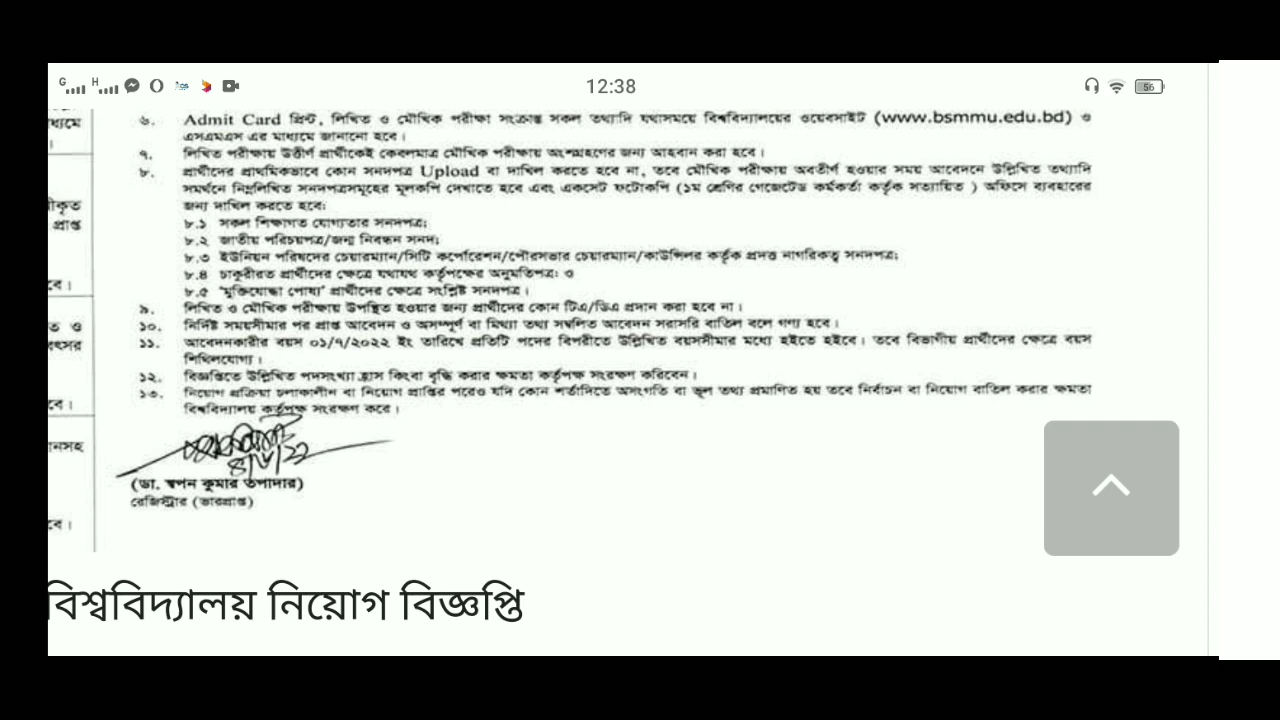 12:38
56
ধ্যমে
।
৬. Admit Card প্রিন্ট, লিখিত ও মৌখিক পরীক্ষা সংক্রান্ত সকল তথ্যাদি যথাসময়ে বিশ্ববিদ্যালয়ের ওয়েবসাইট (www.bsmmu.edu.bd) ও
এসএমএস এর মাধ্যমে জানানো হবে।
৭. লিখিত পরীক্ষায় উত্তীর্ণ প্রার্থীকেই কেবলমাত্র মৌখিক পরীক্ষায় অংশগ্রহণের জন্য আহবান করা হবে।
৮. প্রার্থীদের প্রাথমিকভাবে কোন সনদপত্র Upload বা দাখিল করতে হবে না, তবে মৌখিক পরীক্ষায় অবতীর্ণ হওয়ার সময় আবেদনে উল্লিখিত তথ্যাদি
সমর্থনে নিম্নলিখিত সনদপত্রসমূহের মূলকপি দেখাতে হবে এবং একসেট ফটোকপি (১ম শ্রেণির গেজেটেড কর্মকর্তা কর্তৃক সত্যায়িত ) অফিসে ব্যবহারের
জন্য দাখিল করতে হবে:
ীকৃত
প্রাপ্ত
৮.১ সকল শিক্ষাগত যোগ্যতার সনদপত্র;
৮.২ জাতীয় পরিচয়পত্র/জন্ম নিবন্ধন সনদ;
৮.৩ ইউনিয়ন পরিষদের চেয়ারম্যান/সিটি কর্পোরেশন/পৌরসভার চেয়ারম্যান/কাউন্সিলর কর্তৃক প্রদত্ত নাগরিকত্ব সনদপত্র;
৮.৪ চাকুরীরত প্রার্থীদের ক্ষেত্রে যথাযথ কর্তৃপক্ষের অনুমতিপত্র: ও
বে।
৮.৫ 'মুক্তিযোদ্ধা পোষ্য' প্রার্থীদের ক্ষেত্রে সংশ্লিষ্ট সনদপত্র।
৯. লিখিত ও মৌখিক পরীক্ষায় উপস্থিত হওয়ার জন্য প্রার্থীদের কোন টিএ/ডিএ প্রদান করা হবে না।
ত ও
১০. নির্দিষ্ট সময়সীমার পর প্রাপ্ত আবেদন ও অসম্পূর্ণ বা মিথ্যা তথ্য সম্বলিত আবেদন সরাসরি বাতিল বলে গণ্য হবে।
ৎসর
১১. আবেদনকারীর বয়স ০১/৭/২০২২ ইং তারিখে প্রতিটি পদের বিপরীতে উল্লিখিত বয়সসীমার মধ্যে হইতে হইবে। তবে বিভাগীয় প্রার্থীদের ক্ষেত্রে বয়স
শিথিলযোগ্য।
১২. বিজ্ঞপ্তিতে উল্লিখিত পদসংখ্যা হ্রাস কিংবা বৃদ্ধি করার ক্ষমতা কর্তৃপক্ষ সংরক্ষণ করিবেন।
১৩. নিয়োগ প্রক্রিয়া চলাকালীন বা নিয়োগ প্রাপ্তির পরেও যদি কোন শর্তাদিতে অসংগতি বা ভূল তথ্য প্রমাণিত হয় তবে নির্বাচন বা নিয়োগ বাতিল করার ক্ষমতা
বে।
বিশ্ববিদ্যালয় কর্তৃপক্ষ সংরক্ষণ করে।
নসহ
(ডা. স্বপন কুমার তপাদার)
রেজিস্ট্রার (ভারপ্রাপ্ত)
বে।
বিশ্ববিদ্যালয় নিয়োগ বিজ্ঞপ্তি